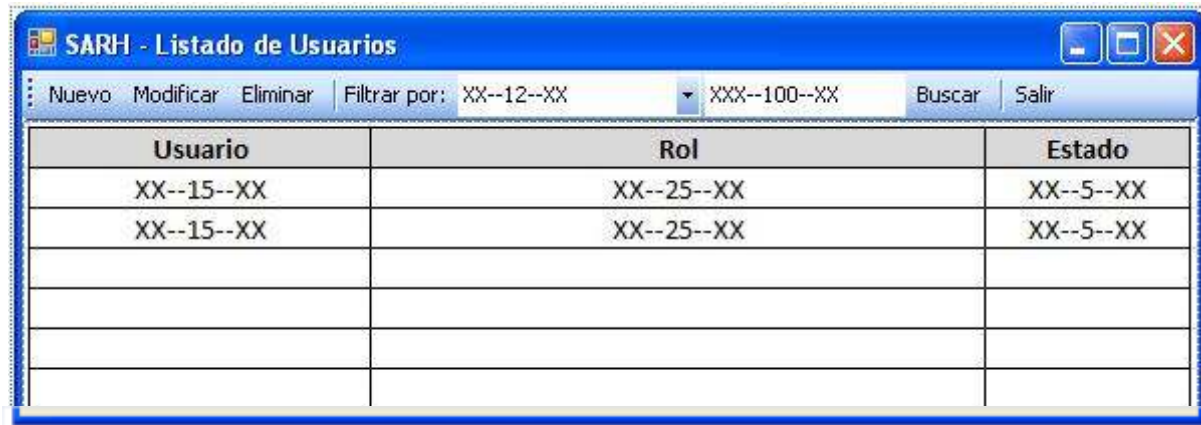 SARH - Listado de Usuarios
Nuevo Modificar Eliminar Filtrar por: XX--12--XX XXX--100--XX Buscar Salir
Usuario Rol Estado
XX--15--XX XX--25--XX XX--5--XX
XX--15--XX XX--25--XX XX--5--XX